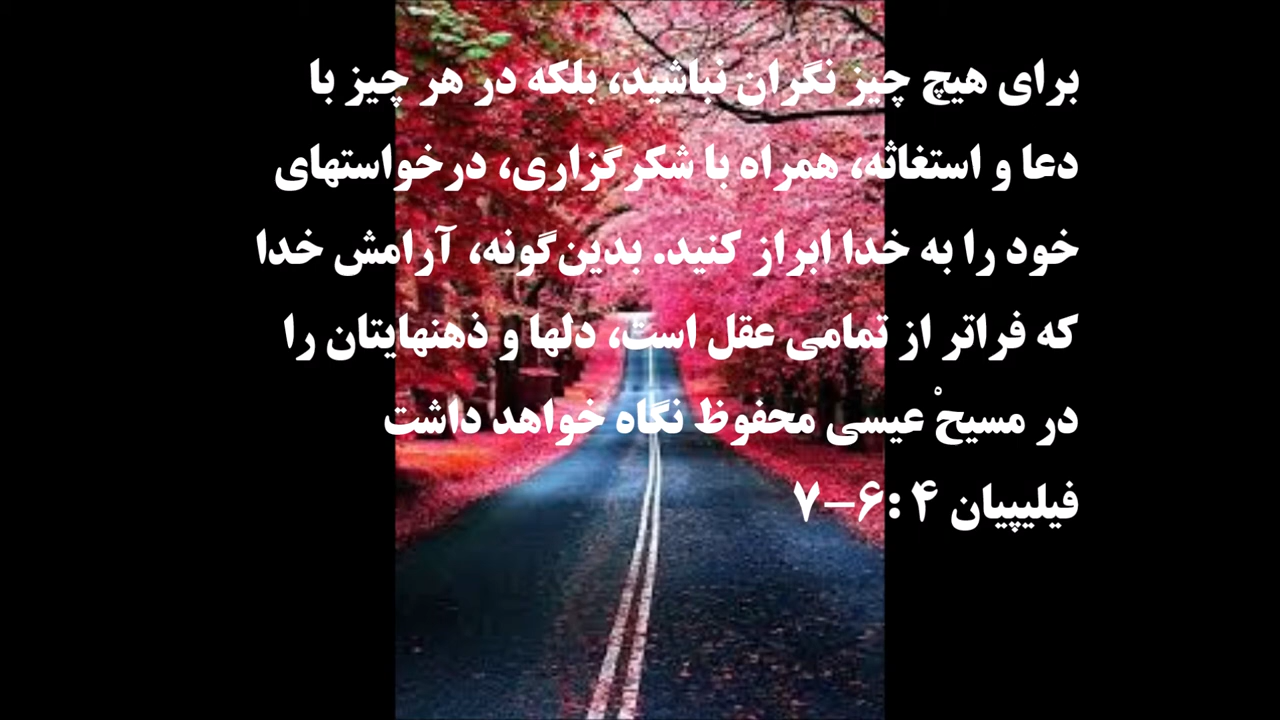 برای هیچ چیز نگران نباشید، بلکه در هر چیز با
دعا و استغاثه، همراه با شکرگزاری، درخواستهای
خود را به خدا ابراز کنید. بدین‌گونه، آرامش خدا
که فراتر از تمامی عقل است، دلها و ذهنهایتان را
در مسیحْ عیسی محفوظ نگاه خواهد داشت
فیلیپیان ۴:۶-۷